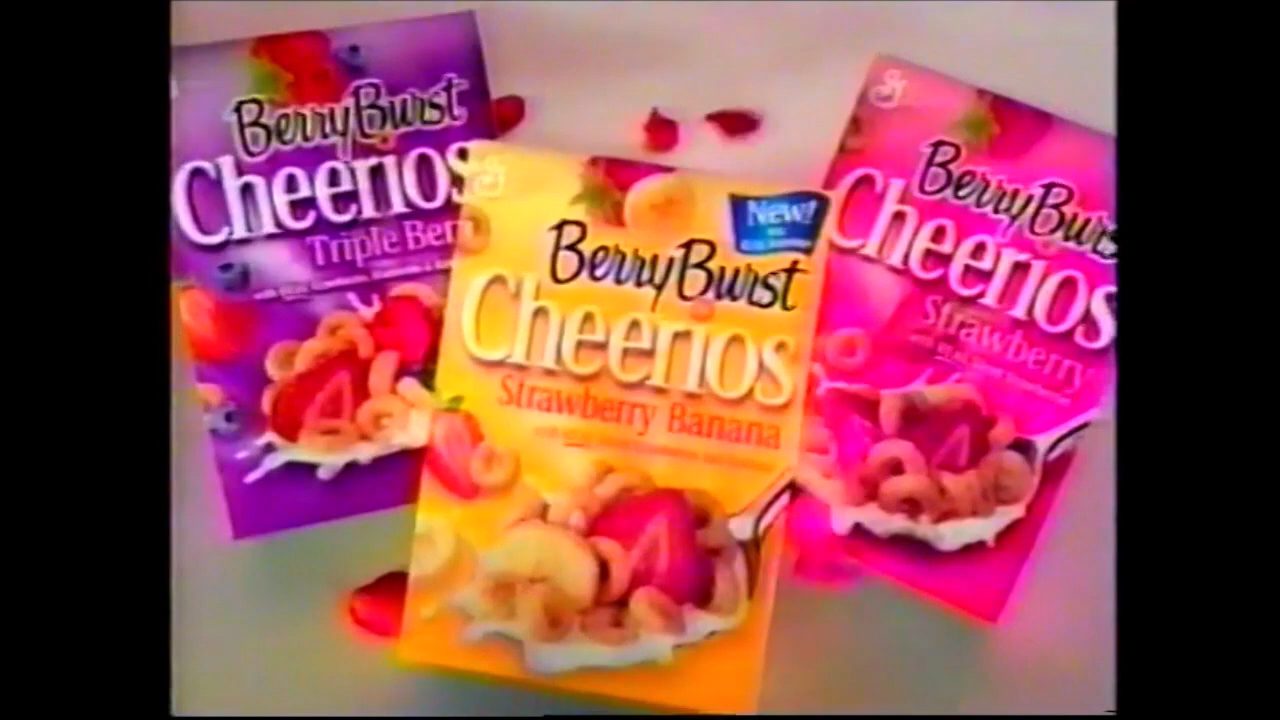 Berry Burst
Cheerios
Triple Berr
G
Berry Burst
Cheerios
Strawberry Banana
New!
G
Berry Burs
Cheerios
Strawberry